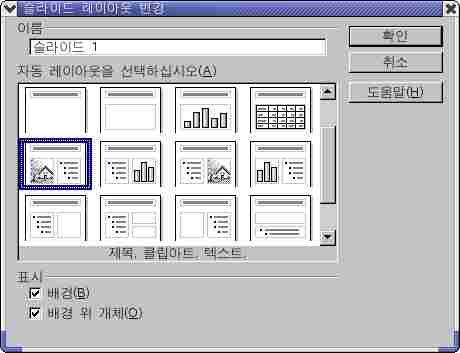 슬라이드 레이아웃 변경
이름
슬라이드 1
확인
취소
자동 레이아웃을 선택하십시오(A)
도움말(H)
제목, 클립아트, 텍스트.
표시
배경(B)
배경 위 개체(O)